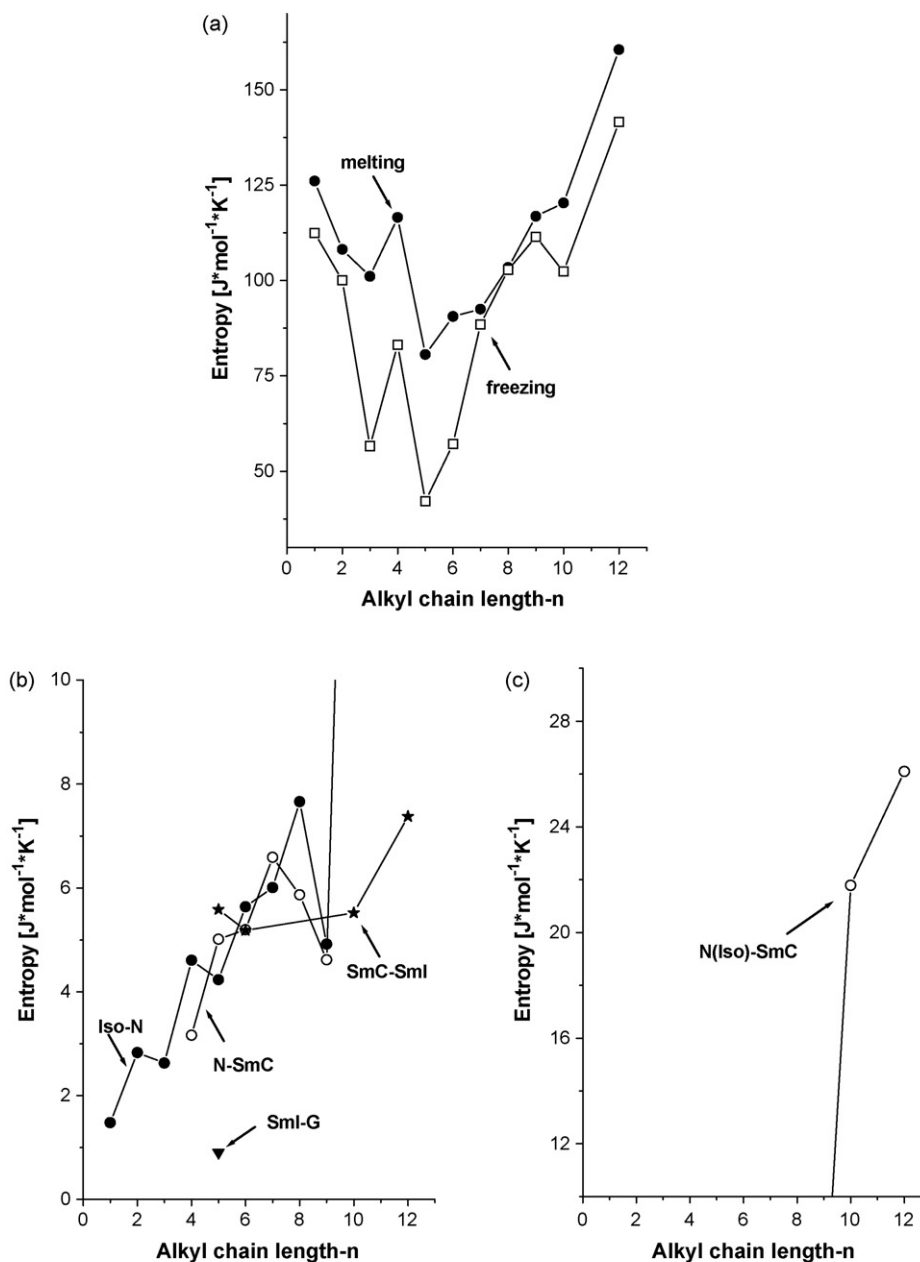 (a)
150
125
100
75
50
Entropy [J*mol⁻¹*K⁻¹]
melting
freezing
0 2 4 6 8 10 12
Alkyl chain length-n
(b)
10
8
6
4
2
0
Entropy [J*mol⁻¹*K⁻¹]
Iso-N
N-SmC
SmC-SmI
SmI-G
0 2 4 6 8 10 12
Alkyl chain length-n
(c)
28
24
20
16
12
Entropy [J*mol⁻¹*K⁻¹]
N(Iso)-SmC
0 2 4 6 8 10 12
Alkyl chain length-n